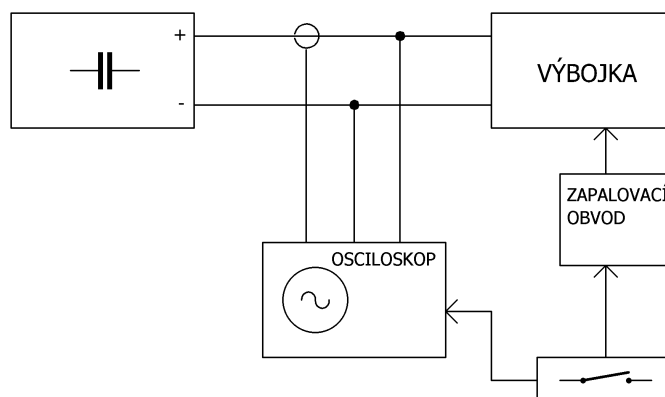 +
-
VÝBOJKA
ZAPALOVACÍ
OBVOD
OSCILOSKOP